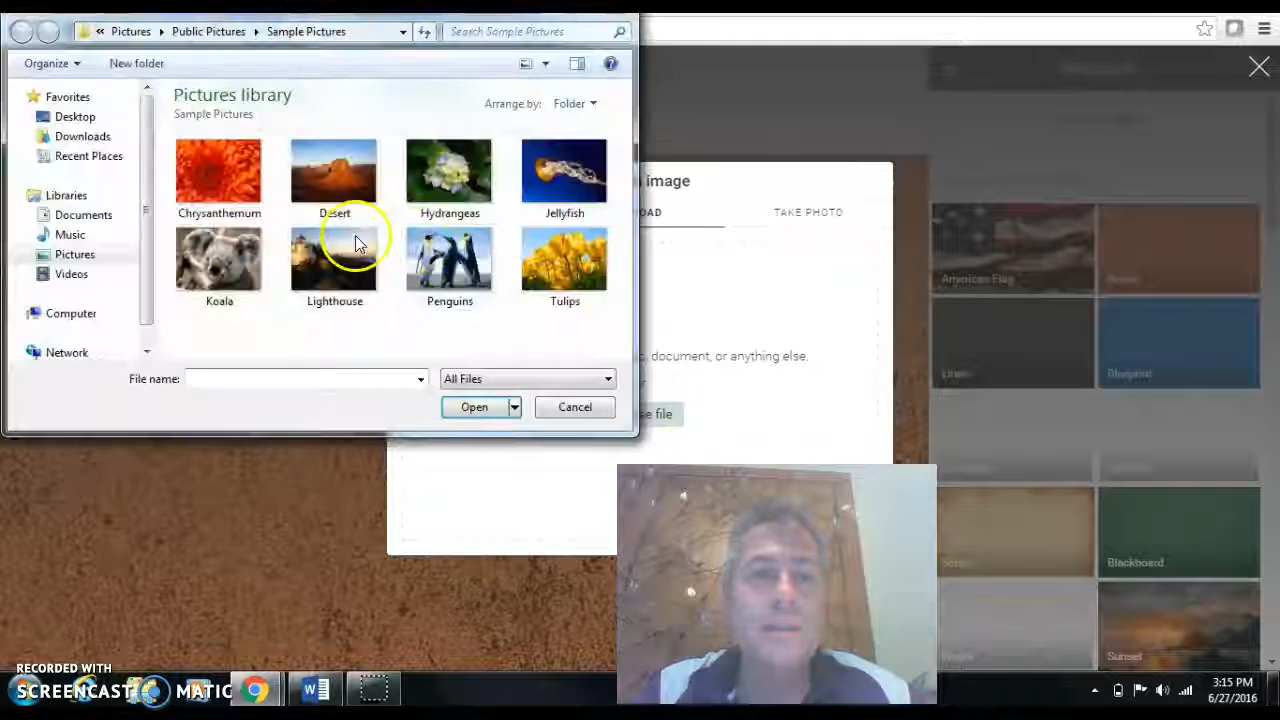 « Pictures ▸ Public Pictures ▸ Sample Pictures
Search Sample Pictures
Organize
New folder
Favorites
Desktop
Downloads
Recent Places
Libraries
Documents
Music
Pictures
Videos
Computer
Network
Pictures library
Sample Pictures
Arrange by: Folder
Chrysanthemum
Desert
Hydrangeas
Jellyfish
Koala
Lighthouse
Penguins
Tulips
File name:
All Files
Open
Cancel
image
TAKE PHOTO
document, or anything else.
file
American Flag
Blueprint
Blackboard
Sunset
RECORDED WITH
SCREENCAST MATIC
3:15 PM
6/27/2016